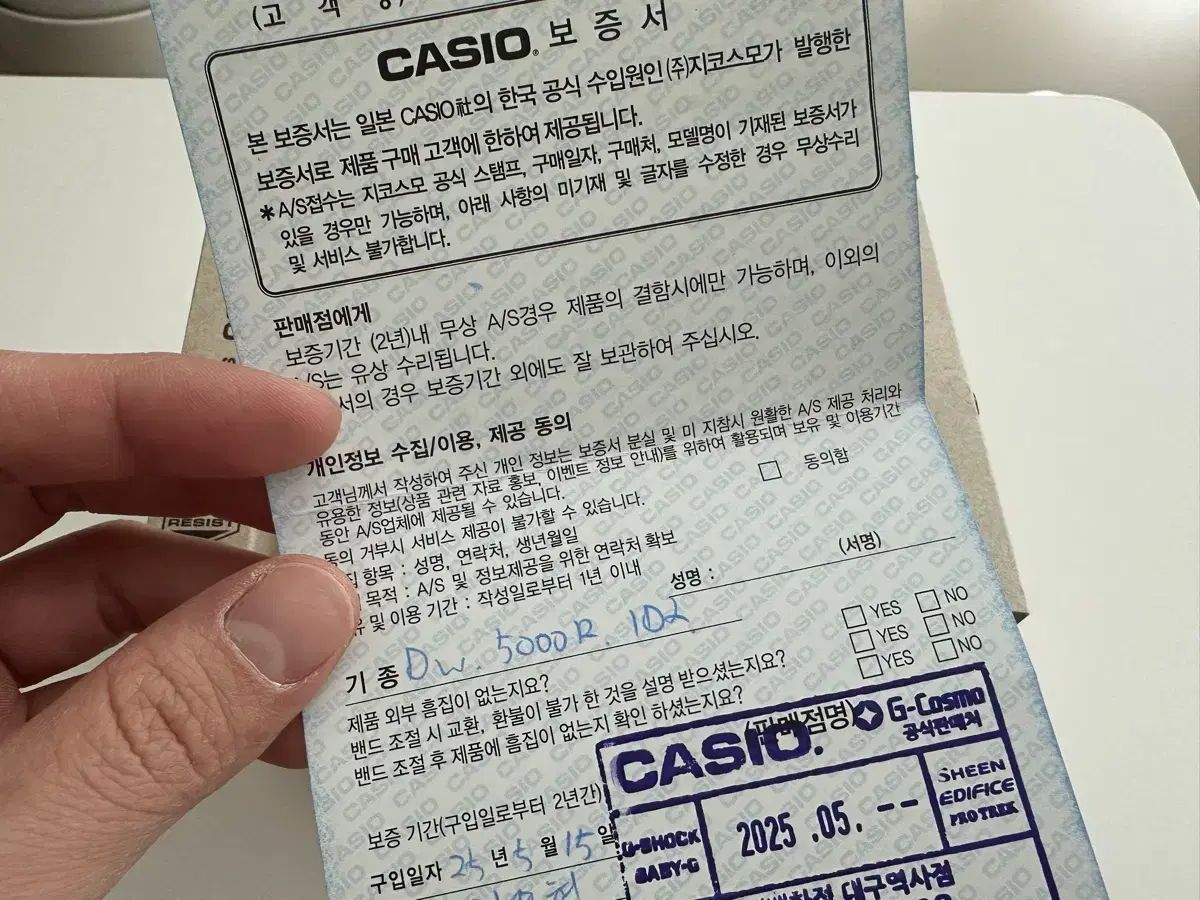 (고 객 용)
CASIO® 보 증 서
본 보증서는 일본 CASIO社의 한국 공식 수입원인 (주)지코스모가 발행한
보증서로 제품 구매 고객에 한하여 제공됩니다.
*A/S접수는 지코스모 공식 스탬프, 구매일자, 구매처, 모델명이 기재된 보증서가
있을 경우만 가능하며, 아래 사항의 미기재 및 글자를 수정한 경우 무상수리
및 서비스 불가합니다.
판매점에게
보증기간 (2년)내 무상 A/S경우 제품의 결함시에만 가능하며, 이외의
A/S는 유상 수리됩니다.
서의 경우 보증기간 외에도 잘 보관하여 주십시오.
개인정보 수집/이용, 제공 동의
고객님께서 작성하여 주신 개인 정보는 보증서 분실 및 미 지참시 원활한 A/S 제공 처리와
유용한 정보(상품 관련 자료 홍보, 이벤트 정보 안내)를 위하여 활용되며 보유 및 이용기간
동안 A/S업체에 제공될 수 있습니다.
동의함
동의 거부시 서비스 제공이 불가할 수 있습니다.
항목 : 성명, 연락처, 생년월일
목적 : A/S 및 정보제공을 위한 연락처 확보
및 이용 기간 : 작성일로부터 1년 이내
성명 : (서명)
기 종 DW. 5000R. 1D2
제품 외부 흠집이 없는지요? YES NO
밴드 조절 시 교환, 환불이 불가 한 것을 설명 받으셨는지요? YES NO
밴드 조절 후 제품에 흠집이 없는지 확인 하셨는지요? YES NO
(판매점명)
보증 기간(구입일로부터 2년간)
구입일자 25 년 5 월 15 일
CASIO. G-Cosmo
공식판매처
G-SHOCK
BABY-G
2025 .05. --
SHEEN
EDIFICE
PRO TREK
대구역사점
RESIST